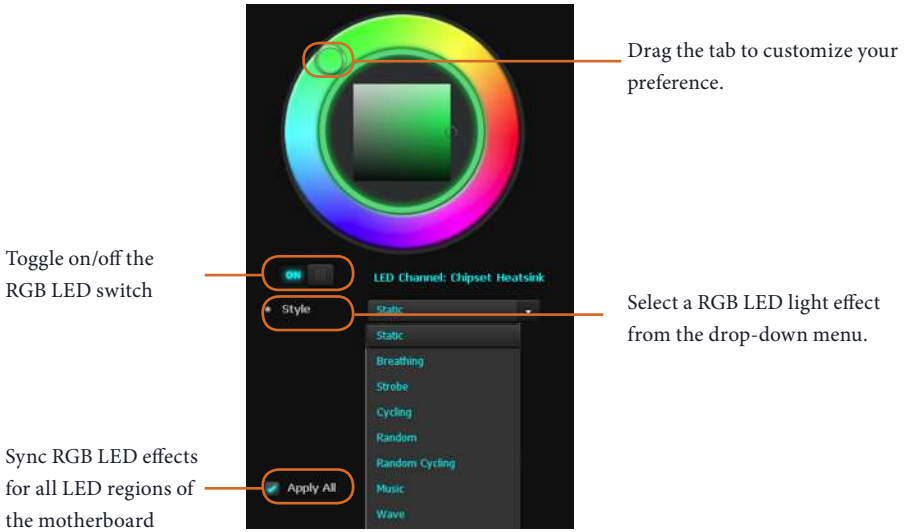 Drag the tab to customize your
preference.
Toggle on/off the
RGB LED switch
ON
LED Channel: Chipset Heatsink
Style
Static
Select a RGB LED light effect
from the drop-down menu.
Static
Breathing
Strobe
Cycling
Random
Random Cycling
Music
Wave
Sync RGB LED effects
for all LED regions of
the motherboard
Apply All